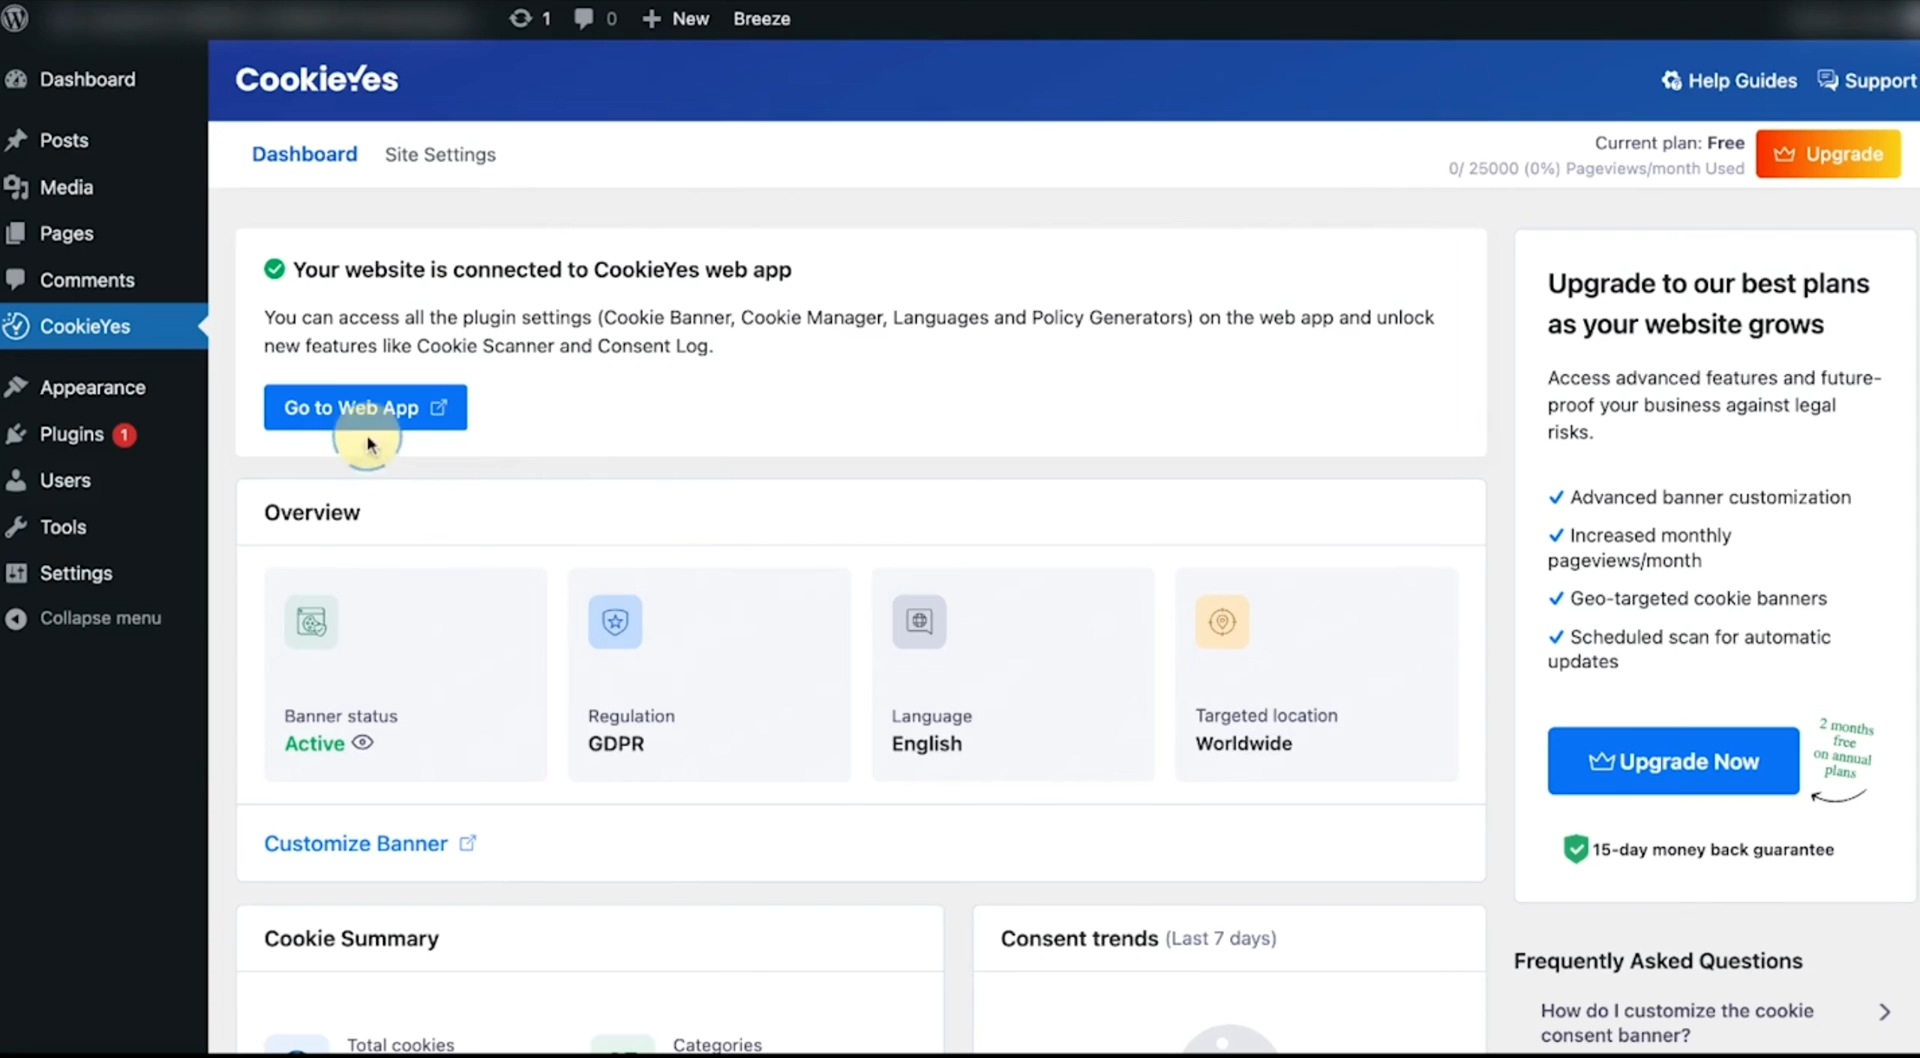 1
0
New
Breeze
Dashboard
Posts
Media
Pages
Comments
CookieYes
Appearance
Plugins 1
Users
Tools
Settings
Collapse menu
CookieYes
Help Guides
Support
Dashboard
Site Settings
Current plan: Free
0/ 25000 (0%) Pageviews/month Used
Upgrade
Your website is connected to CookieYes web app
You can access all the plugin settings (Cookie Banner, Cookie Manager, Languages and Policy Generators) on the web app and unlock
new features like Cookie Scanner and Consent Log.
Go to Web App
Overview
Banner status
Active
Regulation
GDPR
Language
English
Targeted location
Worldwide
Customize Banner
Cookie Summary
Total cookies
Categories
Consent trends (Last 7 days)
Upgrade to our best plans
as your website grows
Access advanced features and future-
proof your business against legal
risks.
Advanced banner customization
Increased monthly
pageviews/month
Geo-targeted cookie banners
Scheduled scan for automatic
updates
Upgrade Now
2 months
free
on annual
plans
15-day money back guarantee
Frequently Asked Questions
How do I customize the cookie
consent banner?